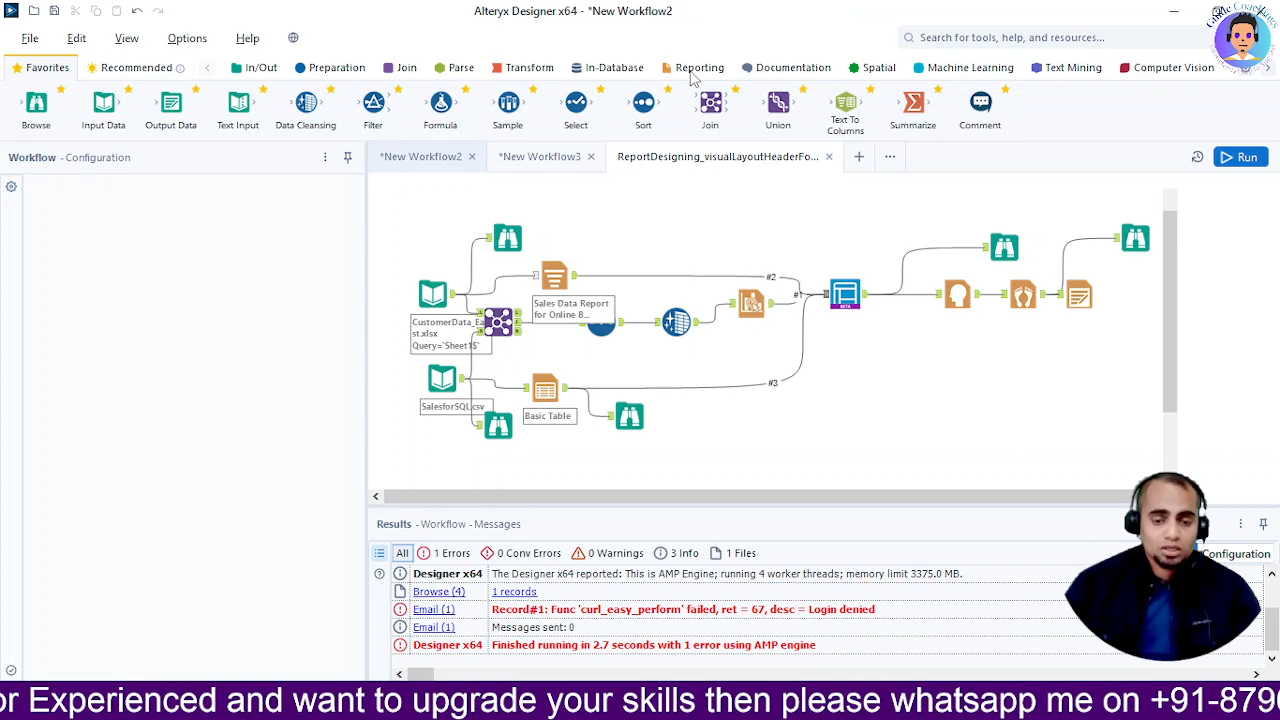 Alteryx Designer x64 - *New Workflow2
File Edit View Options Help
Search for tools, help, and resources...
Favorites Recommended In/Out Preparation Join Parse Transform In-Database Reporting Documentation Spatial Machine Learning Text Mining Computer Vision
Browse Input Data Output Data Text Input Data Cleansing Filter Formula Sample Select Sort Join Union Text To Columns Summarize Comment
Workflow - Configuration
*New Workflow2 *New Workflow3 ReportDesigning_visualLayoutHeaderFo...
Run
#2
#1
BETA
Sales Data Report
for Online B...
CustomerData_Ea
st.xlsx
Query=`Sheet1$`
#3
SalesforSQL.csv
Basic Table
Results - Workflow - Messages
All 1 Errors 0 Conv Errors 0 Warnings 3 Info 1 Files
Configuration
Designer x64 The Designer x64 reported: This is AMP Engine; running 4 worker threads; memory limit 3375.0 MB.
Browse (4) 1 records
Email (1) Record#1: Func 'curl_easy_perform' failed, ret = 67, desc = Login denied
Email (1) Messages sent: 0
Designer x64 Finished running in 2.7 seconds with 1 error using AMP engine
or Experienced and want to upgrade your skills then please whatsapp me on +91-879